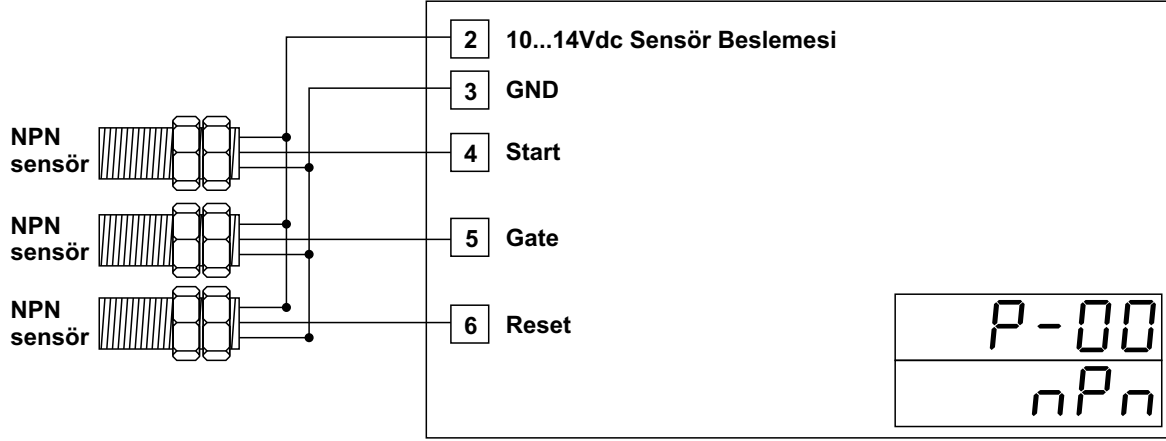 2 10...14Vdc Sensör Beslemesi
3 GND
NPN
sensör
4 Start
NPN
sensör
5 Gate
NPN
sensör
6 Reset
P-00
nPn